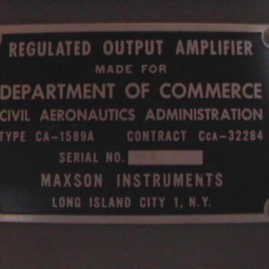 REGULATED OUTPUT AMPLIFIER
MADE FOR
DEPARTMENT OF COMMERCE
CIVIL AERONAUTICS ADMINISTRATION
TYPE CA-1589A CONTRACT CCA-32284
SERIAL NO.
MAXSON INSTRUMENTS
LONG ISLAND CITY 1, N.Y.